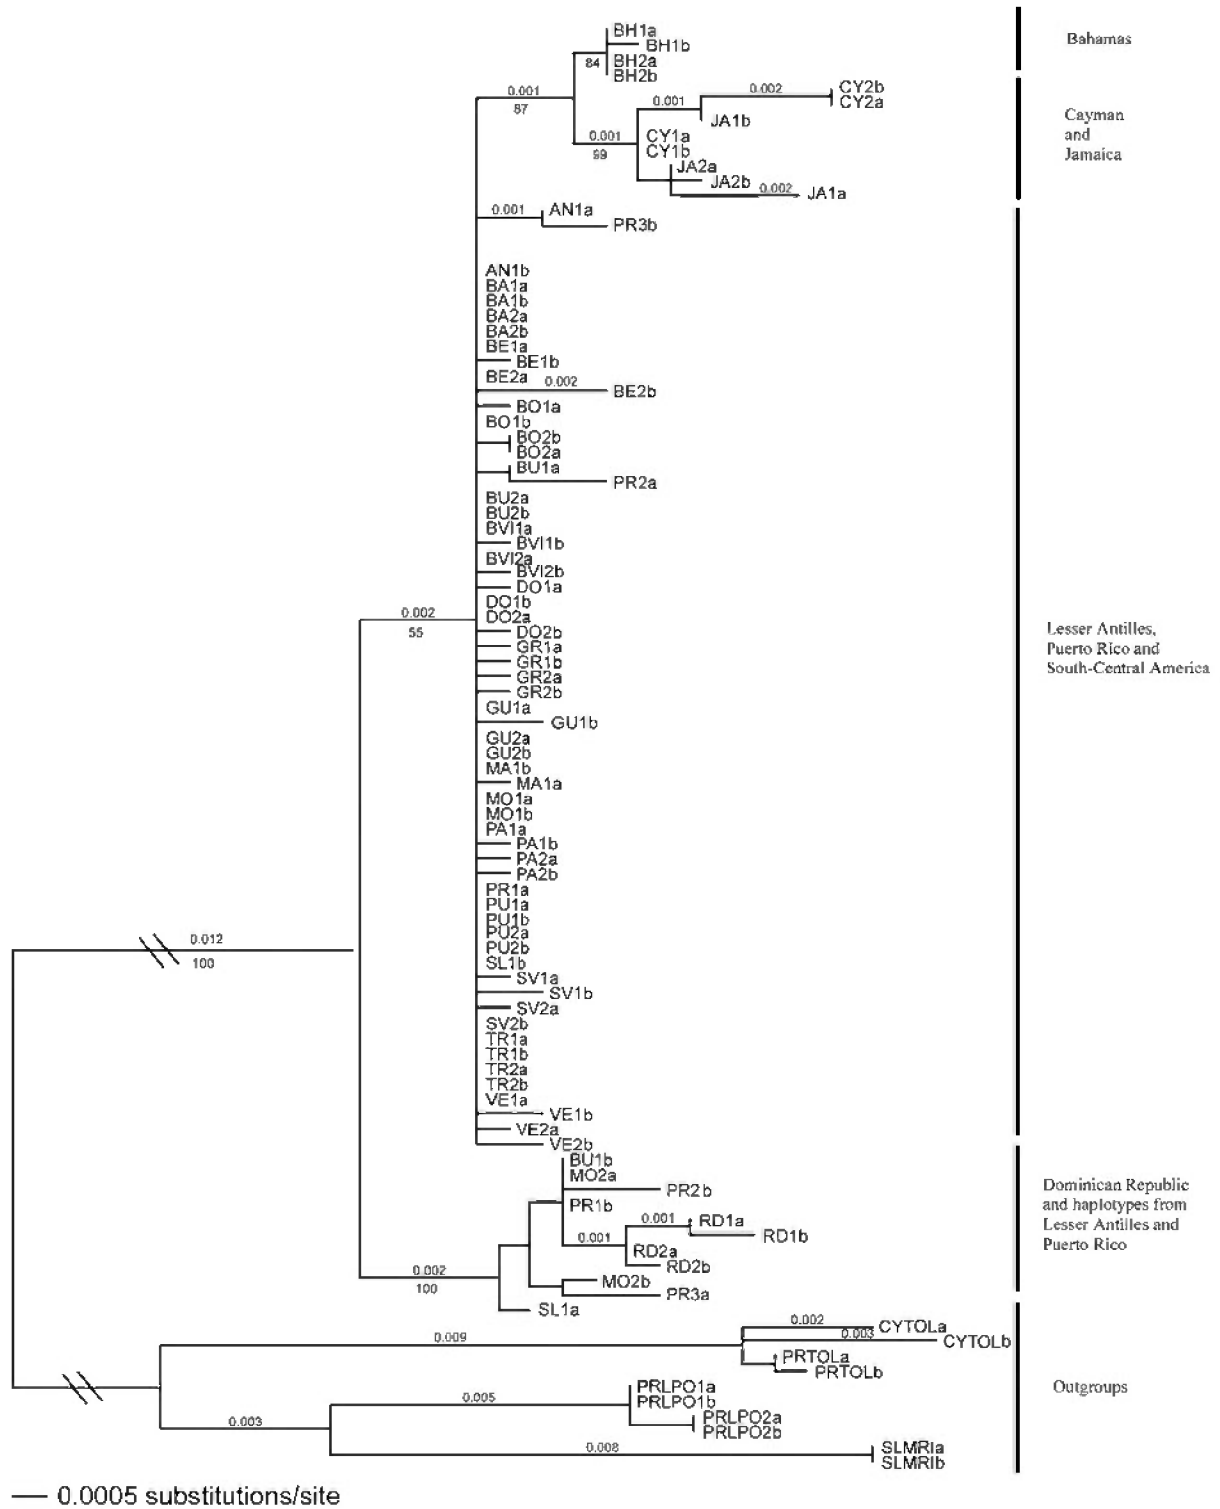 BH1a
BH1b
84 BH2a
BH2b
Bahamas
0.001
87
0.002 CY2b
CY2a
0.001
JA1b
0.001 CY1a
99 CY1b
JA2a
JA2b
0.002 JA1a
Cayman
and
Jamaica
0.001 AN1a
PR3b
AN1b
BA1a
BA1b
BA2a
BA2b
BE1a
BE1b
BE2a 0.002
BE2b
BO1a
BO1b
BO2b
BO2a
BU1a
PR2a
BU2a
BU2b
BVI1a
BVI1b
BVI2a
BVI2b
DO1a
DO1b
0.002 DO2a
55 DO2b
GR1a
GR1b
GR2a
GR2b
GU1a
GU1b
GU2a
GU2b
MA1b
MA1a
MO1a
MO1b
PA1a
PA1b
PA2a
PA2b
PR1a
PU1a
PU1b
PU2a
PU2b
SL1b
SV1a
SV1b
SV2a
SV2b
TR1a
TR1b
TR2a
TR2b
VE1a
VE1b
VE2a
VE2b
Lesser Antilles,
Puerto Rico and
South-Central America
0.012
100
BU1b
MO2a
PR2b
PR1b
0.001 RD1a
RD1b
0.001
RD2a
RD2b
0.002
100
MO2b
PR3a
SL1a
Dominican Republic
and haplotypes from
Lesser Antilles and
Puerto Rico
0.002 CYTOLa
0.003 CYTOLb
0.009
PRTOLa
PRTOLb
0.005 PRLPO1a
PRLPO1b
PRLPO2a
PRLPO2b
0.003
0.008 SLMRIa
SLMRIb
Outgroups
0.0005 substitutions/site